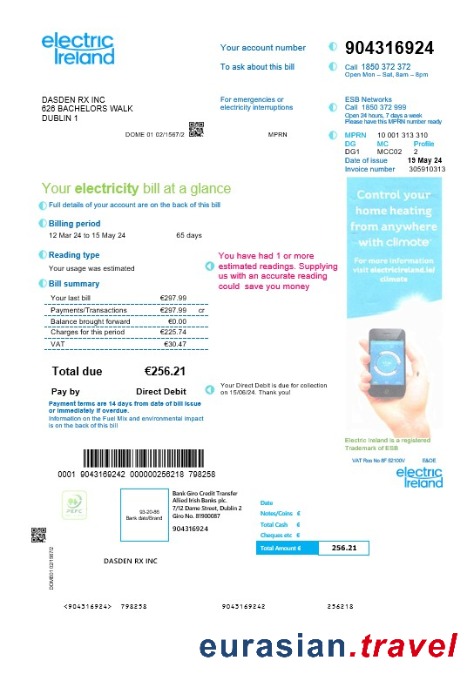 electric
Ireland
Your account number 904316924
To ask about this bill Call 1850 372 372
Open Mon – Sat, 8am – 8pm
DASDEN RX INC
626 BACHELORS WALK
DUBLIN 1
For emergencies or
electricity interruptions
ESB Networks
Call 1850 372 999
Open 24 hours, 7 days a week
Please have this MPRN number ready
DOME 01 02/1567/2
MPRN
MPRN 10 001 313 310
DG MC Profile
DG1 MCC02 2
Date of issue 19 May 24
Invoice number 305910313
Your electricity bill at a glance
Full details of your account are on the back of this bill
Billing period
12 Mar 24 to 15 May 24 65 days
Reading type
Your usage was estimated
You have had 1 or more
estimated readings. Supplying
us with an accurate reading
could save you money
Bill summary
Your last bill €297.99
Payments/Transactions €297.99 cr
Balance brought forward €0.00
Charges for this period €225.74
VAT €30.47
Total due €256.21
Pay by Direct Debit
Your Direct Debit is due for collection
on 15/06/24. Thank you!
Payment terms are 14 days from date of bill issue
or immediately if overdue.
Information on the Fuel Mix and environmental impact
is on the back of this bill
Control your
home heating
from anywhere
with climote
For more information
visit electricireland.ie/
climote
Electric Ireland is a registered
Trademark of ESB
E&OE
electric
Ireland
0001 9043169242 000000256218 798258
PEFC
Bank Giro Credit Transfer
Allied Irish Banks plc.
7/12 Dame Street, Dublin 2
Giro No. 81900087
904316924
93-20-86
Bank date/Brand
Date
Notes/Coins €
Total Cash €
Cheques etc €
Total Amount € 256.21
DASDEN RX INC
<904316924> 798258 9043169242 256218
eurasian.travel